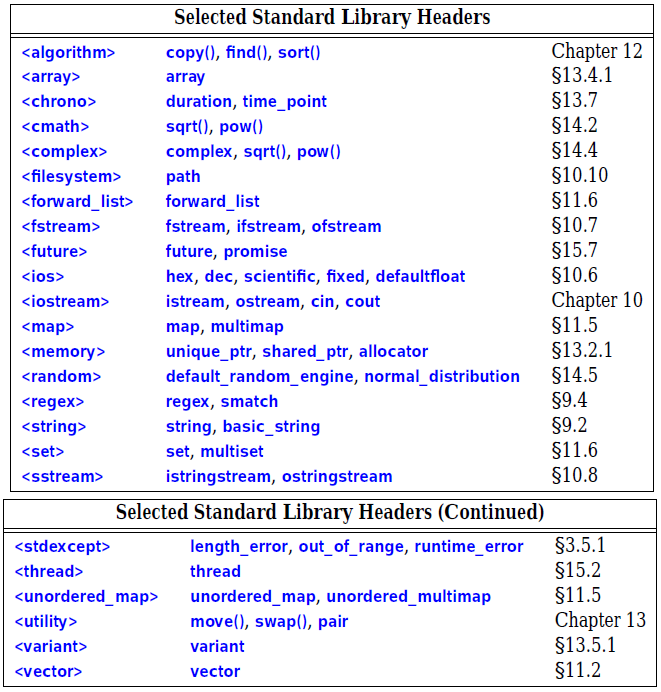 Selected Standard Library Headers
<algorithm> copy(), find(), sort() Chapter 12
<array> array §13.4.1
<chrono> duration, time_point §13.7
<cmath> sqrt(), pow() §14.2
<complex> complex, sqrt(), pow() §14.4
<filesystem> path §10.10
<forward_list> forward_list §11.6
<fstream> fstream, ifstream, ofstream §10.7
<future> future, promise §15.7
<ios> hex, dec, scientific, fixed, defaultfloat §10.6
<iostream> istream, ostream, cin, cout Chapter 10
<map> map, multimap §11.5
<memory> unique_ptr, shared_ptr, allocator §13.2.1
<random> default_random_engine, normal_distribution §14.5
<regex> regex, smatch §9.4
<string> string, basic_string §9.2
<set> set, multiset §11.6
<sstream> istringstream, ostringstream §10.8
Selected Standard Library Headers (Continued)
<stdexcept> length_error, out_of_range, runtime_error §3.5.1
<thread> thread §15.2
<unordered_map> unordered_map, unordered_multimap §11.5
<utility> move(), swap(), pair Chapter 13
<variant> variant §13.5.1
<vector> vector §11.2